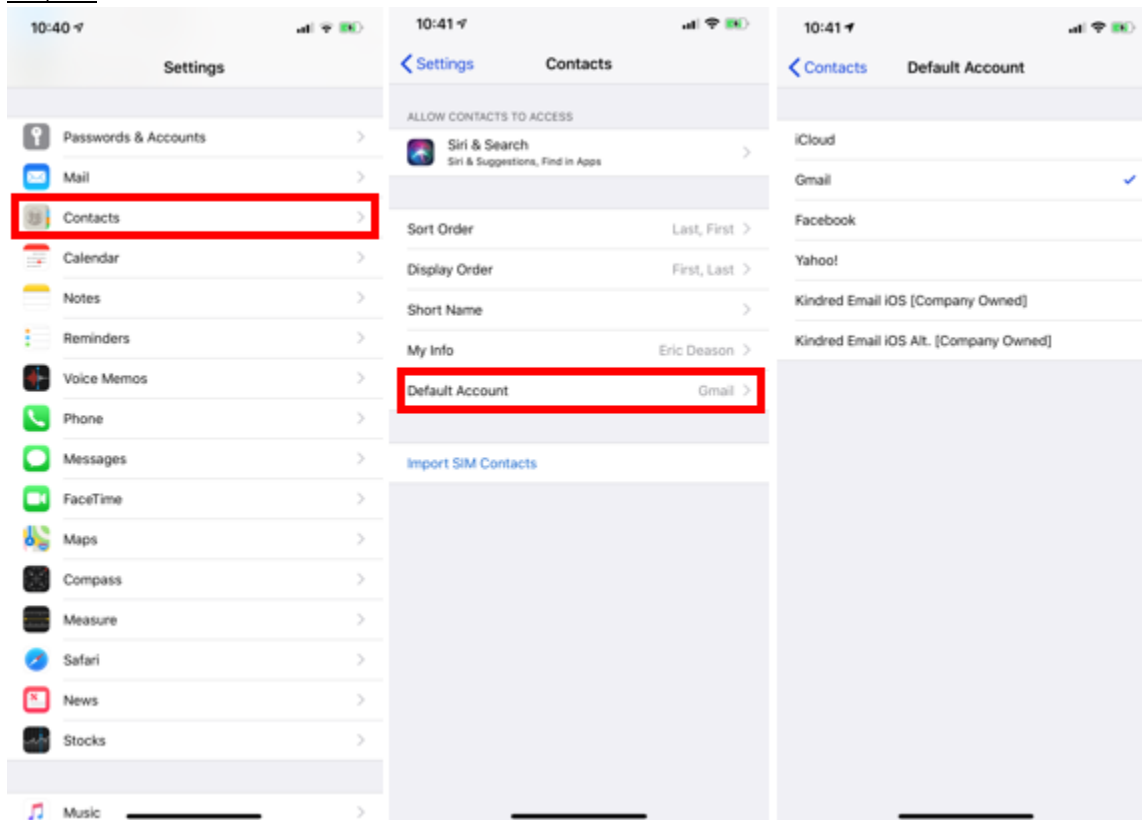 10:40
Settings
Passwords & Accounts
Mail
Contacts
Calendar
Notes
Reminders
Voice Memos
Phone
Messages
FaceTime
Maps
Compass
Measure
Safari
News
Stocks
Music
10:41
Settings
Contacts
ALLOW CONTACTS TO ACCESS
Siri & Search
Siri & Suggestions, Find in Apps
Sort Order Last, First
Display Order First, Last
Short Name
My Info Eric Deason
Default Account Gmail
Import SIM Contacts
10:41
Contacts
Default Account
iCloud
Gmail
Facebook
Yahoo!
Kindred Email iOS [Company Owned]
Kindred Email iOS Alt. [Company Owned]